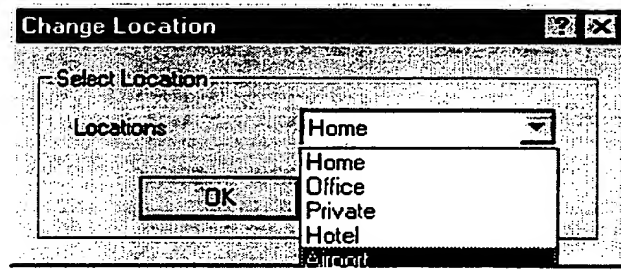 Change Location
Select Location
Locations
Home
Home
Office
Private
OK
Hotel
Airport